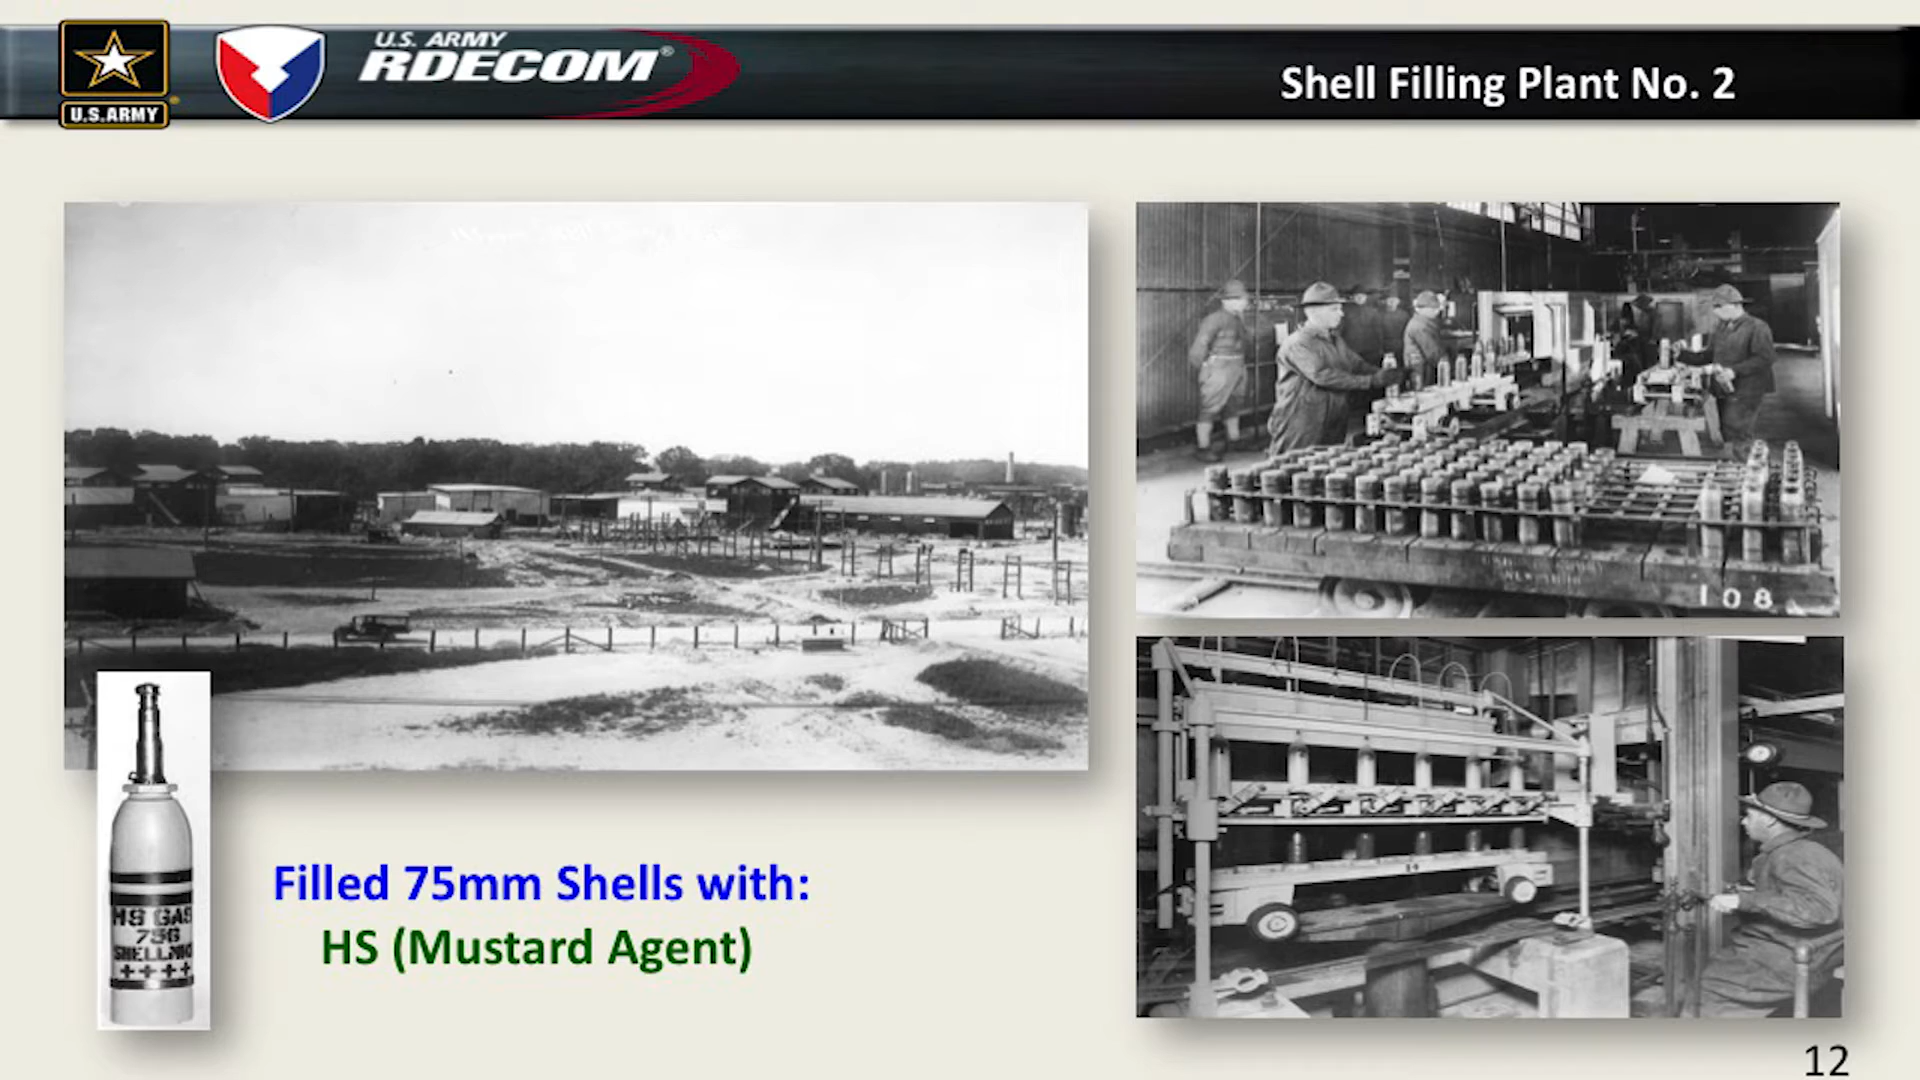 U.S. ARMY
U.S. ARMY
RDECOM®
Shell Filling Plant No. 2
108
HS GAS
75G
++++
Filled 75mm Shells with:
HS (Mustard Agent)
12